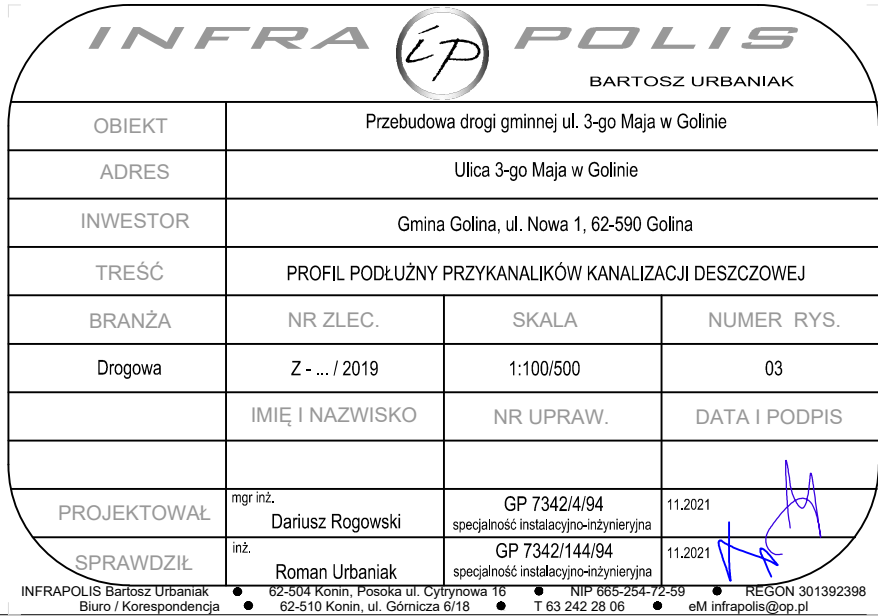 INFRA ip POLIS
BARTOSZ URBANIAK
OBIEKT Przebudowa drogi gminnej ul. 3-go Maja w Golinie
ADRES Ulica 3-go Maja w Golinie
INWESTOR Gmina Golina, ul. Nowa 1, 62-590 Golina
TREŚĆ PROFIL PODŁUŻNY PRZYKANALIKÓW KANALIZACJI DESZCZOWEJ
BRANŻA NR ZLEC. SKALA NUMER RYS.
Drogowa Z - ... / 2019 1:100/500 03
IMIĘ I NAZWISKO NR UPRAW. DATA I PODPIS
PROJEKTOWAŁ mgr inż. Dariusz Rogowski GP 7342/4/94 specjalność instalacyjno-inżynieryjna 11.2021
SPRAWDZIŁ inż. Roman Urbaniak GP 7342/144/94 specjalność instalacyjno-inżynieryjna 11.2021
INFRAPOLIS Bartosz Urbaniak ● 62-504 Konin, Posoka ul. Cytrynowa 16 ● NIP 665-254-72-59 ● REGON 301392398
Biuro / Korespondencja ● 62-510 Konin, ul. Górnicza 6/18 ● T 63 242 28 06 ● eM infrapolis@op.pl